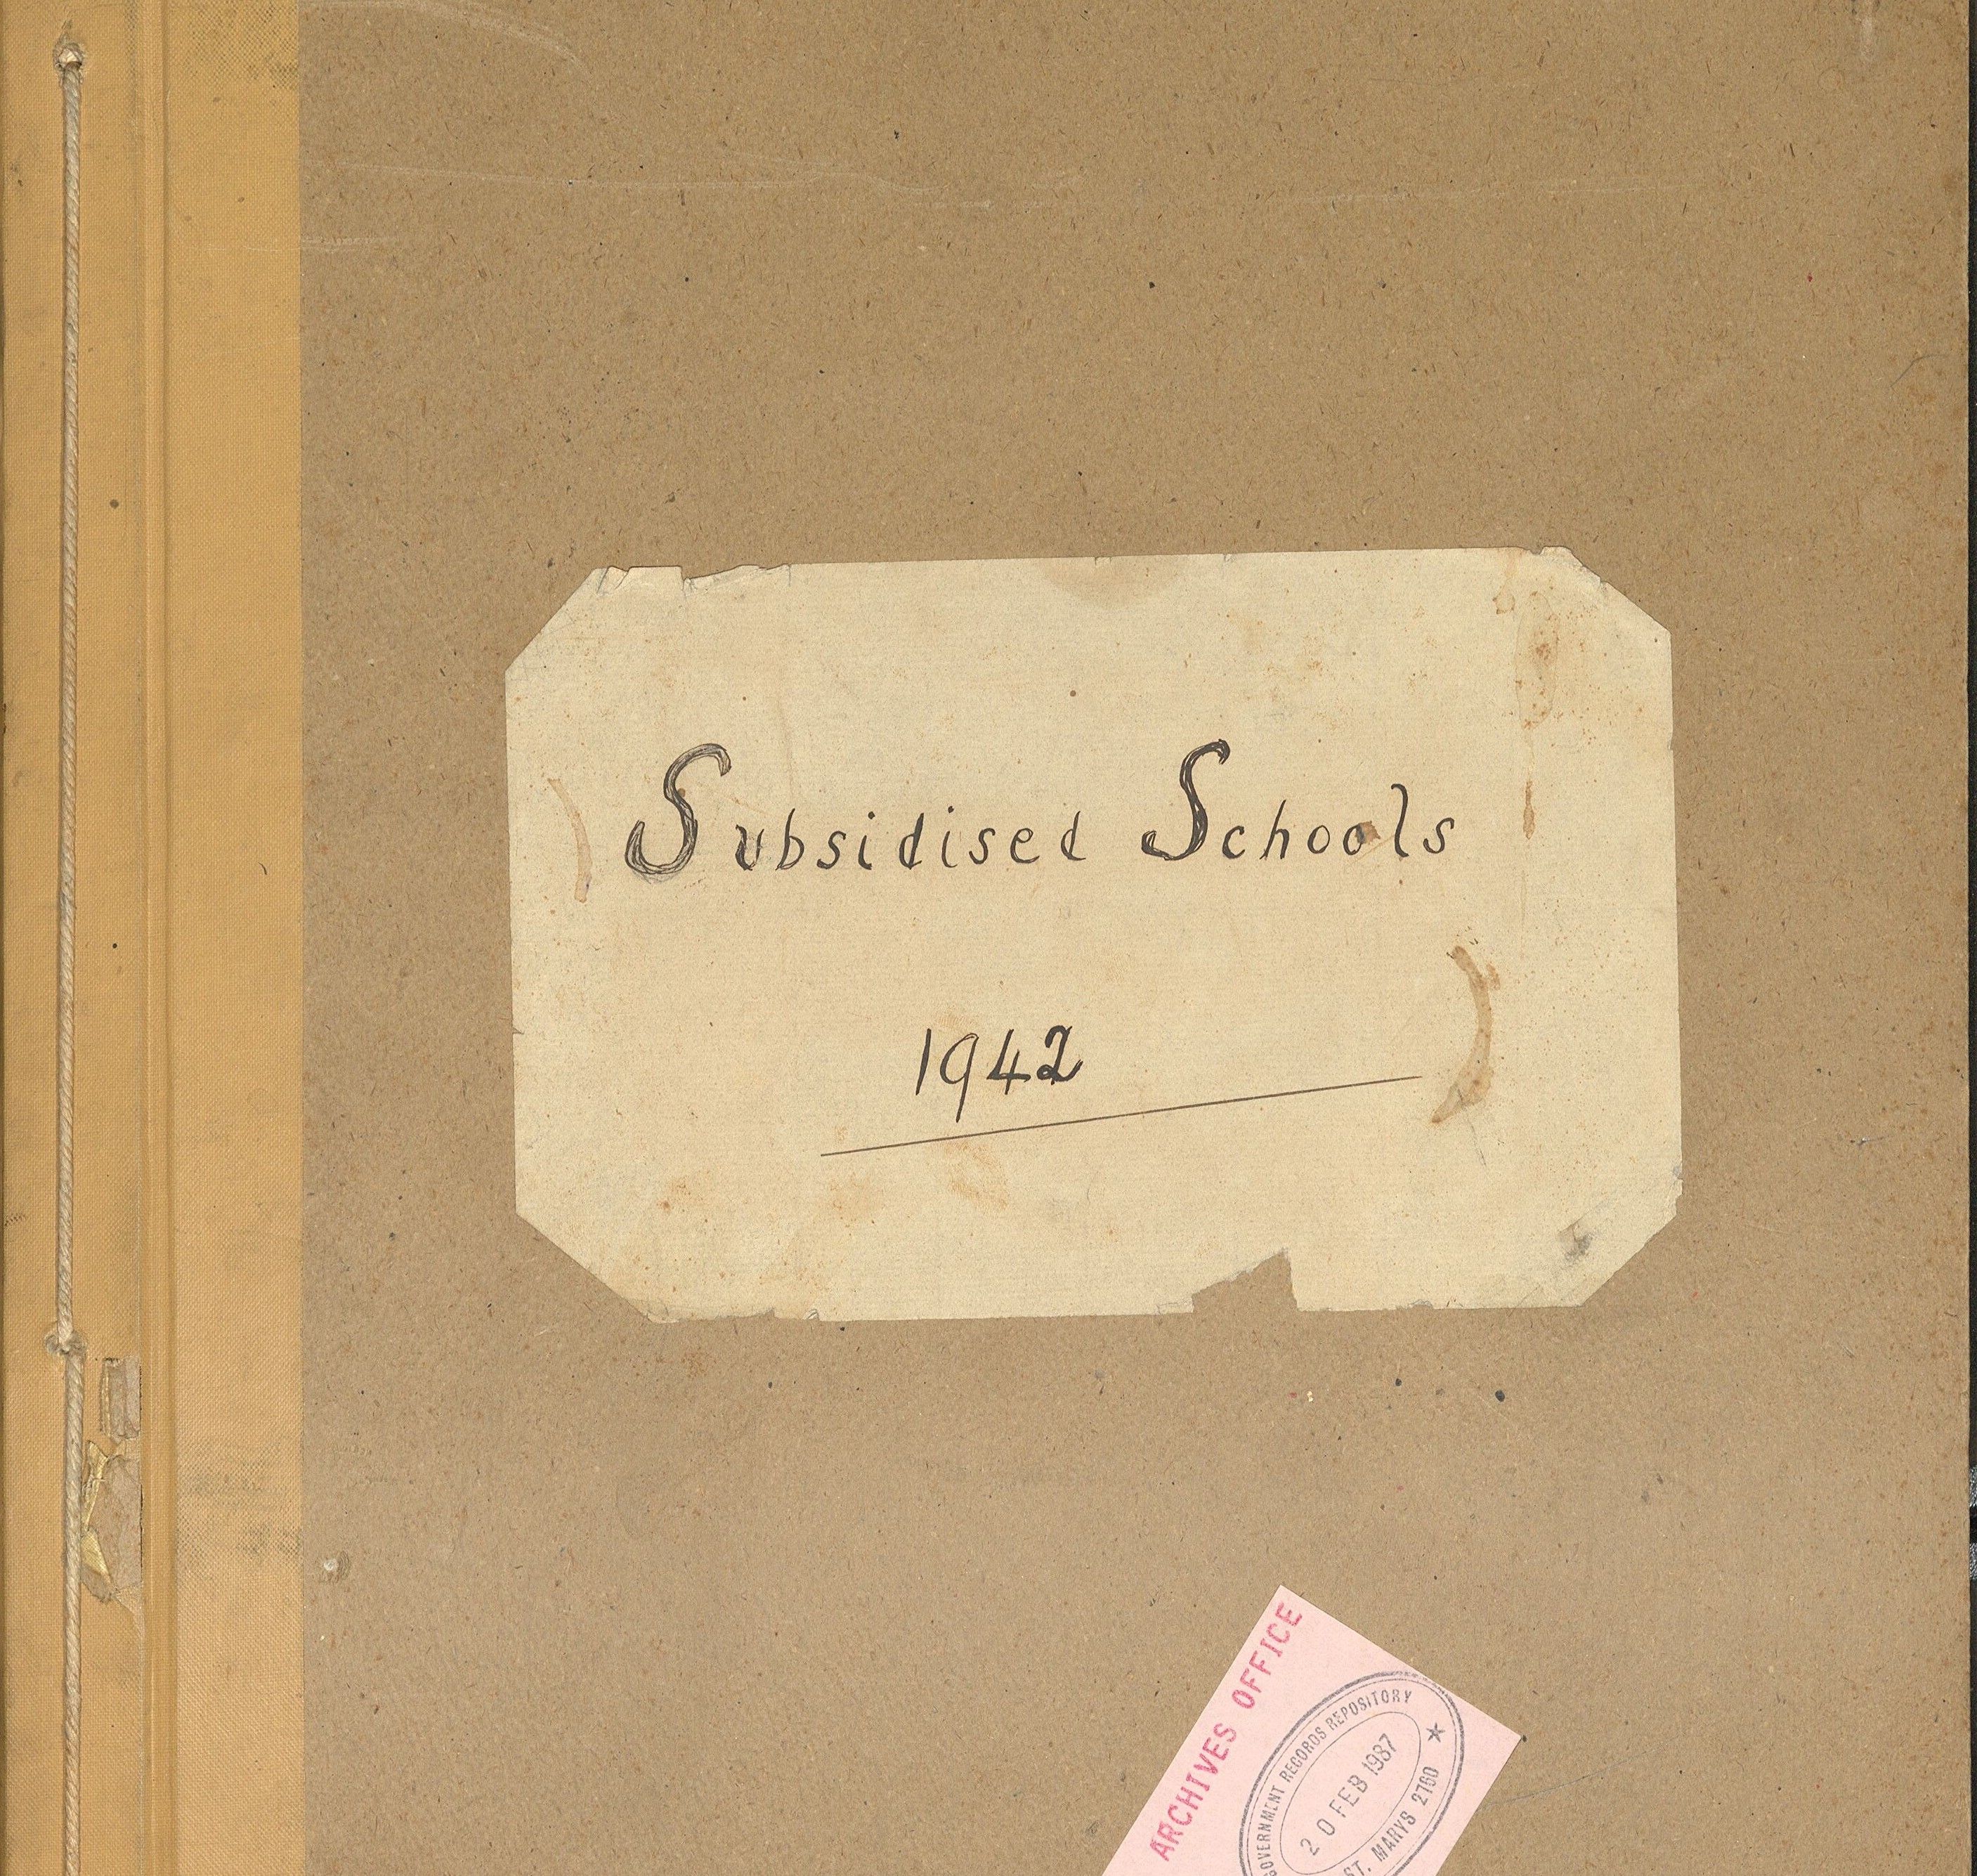 Subsidised Schools
1942
ARCHIVES OFFICE
GOVERNMENT RECORDS REPOSITORY
20 FEB 1987
ST. MARYS 2760